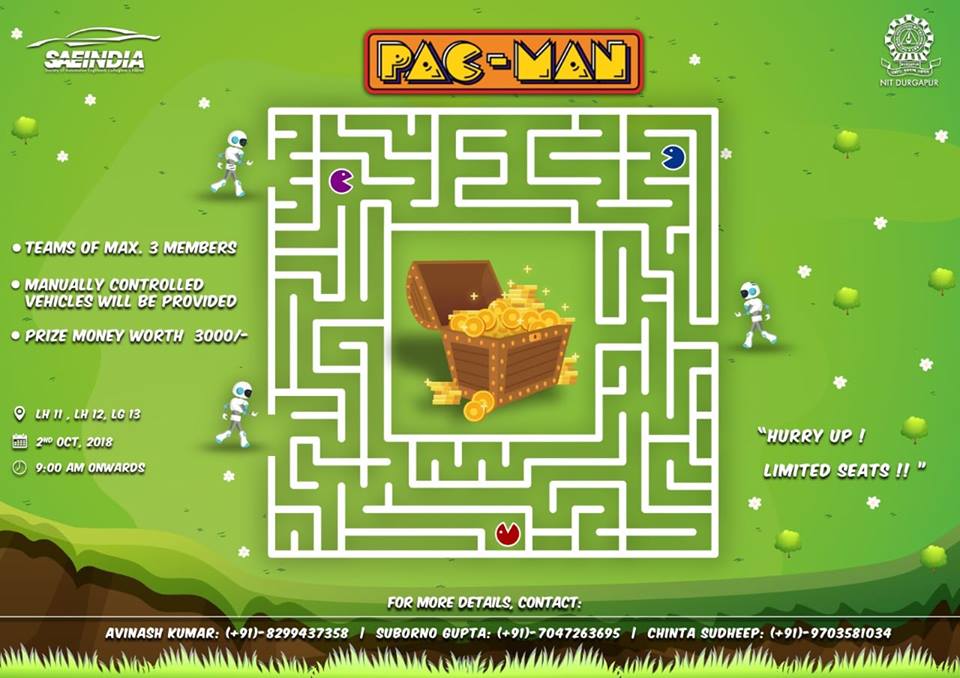 SAEINDIA
PAC-MAN
NIT DURGAPUR
TEAMS OF MAX. 3 MEMBERS
MANUALLY CONTROLLED
VEHICLES WILL BE PROVIDED
PRIZE MONEY WORTH 3000/-
LH 11 , LH 12, LG 13
2ND OCT, 2018
9:00 AM ONWARDS
"HURRY UP !
LIMITED SEATS !! "
FOR MORE DETAILS, CONTACT:
AVINASH KUMAR: (+91)-8299437358 | SUBORNO GUPTA: (+91)-7047263695 | CHINTA SUDHEEP: (+91)-9703581034